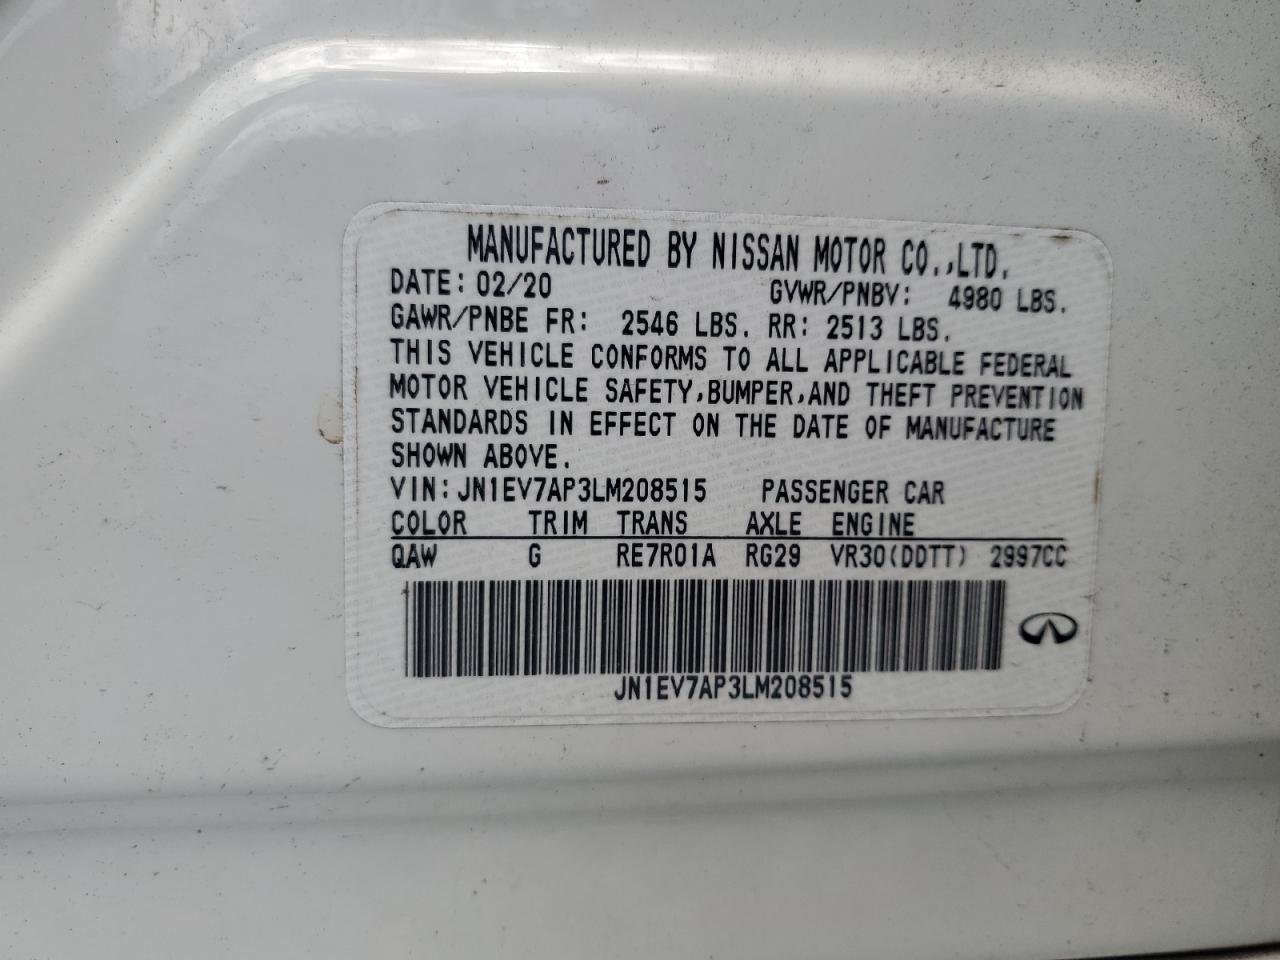 MANUFACTURED BY NISSAN MOTOR CO.,LTD.
DATE: 02/20 GVWR/PNBV: 4980 LBS.
GAWR/PNBE FR: 2546 LBS. RR: 2513 LBS.
THIS VEHICLE CONFORMS TO ALL APPLICABLE FEDERAL
MOTOR VEHICLE SAFETY,BUMPER,AND THEFT PREVENTION
STANDARDS IN EFFECT ON THE DATE OF MANUFACTURE
SHOWN ABOVE.
VIN:JN1EV7AP3LM208515 PASSENGER CAR
COLOR TRIM TRANS AXLE ENGINE
QAW G RE7R01A RG29 VR30(DDTT) 2997CC
JN1EV7AP3LM208515